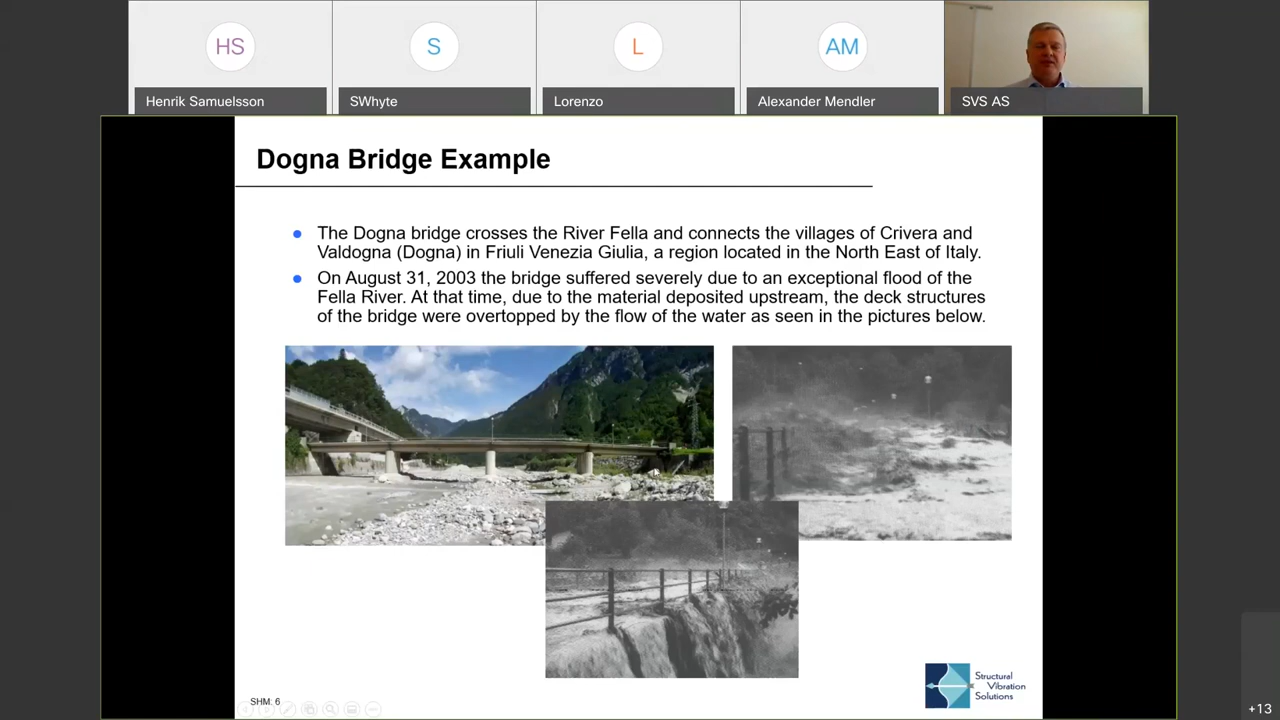 HS
S
L
AM
Henrik Samuelsson
SWhyte
Lorenzo
Alexander Mendler
SVS AS
Dogna Bridge Example
The Dogna bridge crosses the River Fella and connects the villages of Crivera and
Valdogna (Dogna) in Friuli Venezia Giulia, a region located in the North East of Italy.
On August 31, 2003 the bridge suffered severely due to an exceptional flood of the
Fella River. At that time, due to the material deposited upstream, the deck structures
of the bridge were overtopped by the flow of the water as seen in the pictures below.
Structural
Vibration
Solutions
SHM: 6
+13